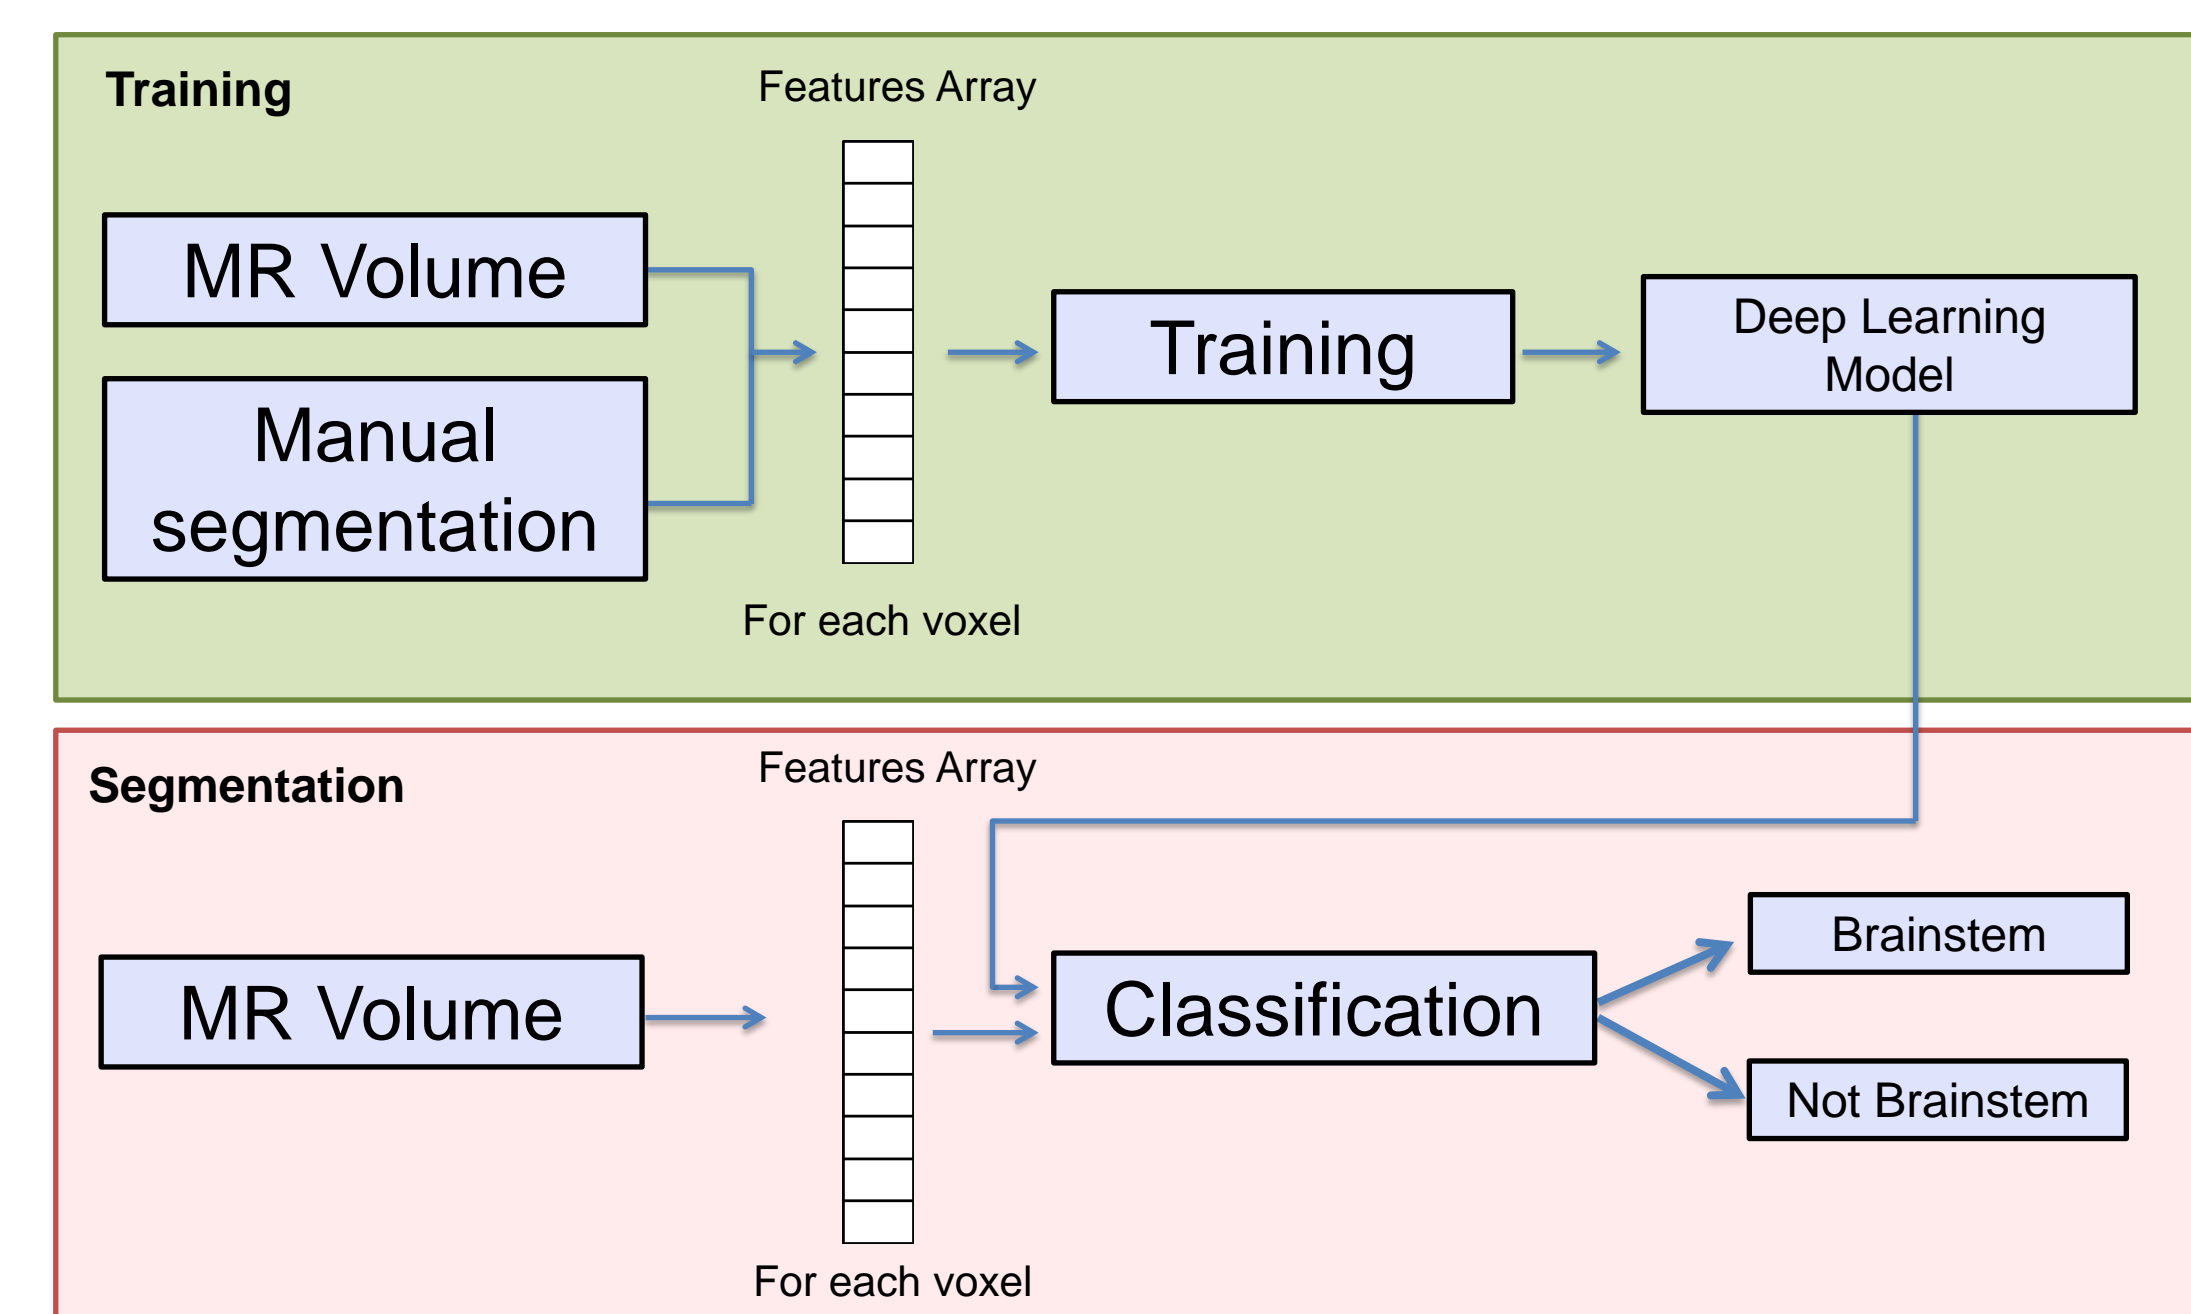 Training
Features Array
MR Volume
Manual
segmentation
Training
Deep Learning
Model
For each voxel
Segmentation
Features Array
MR Volume
Classification
Brainstem
Not Brainstem
For each voxel